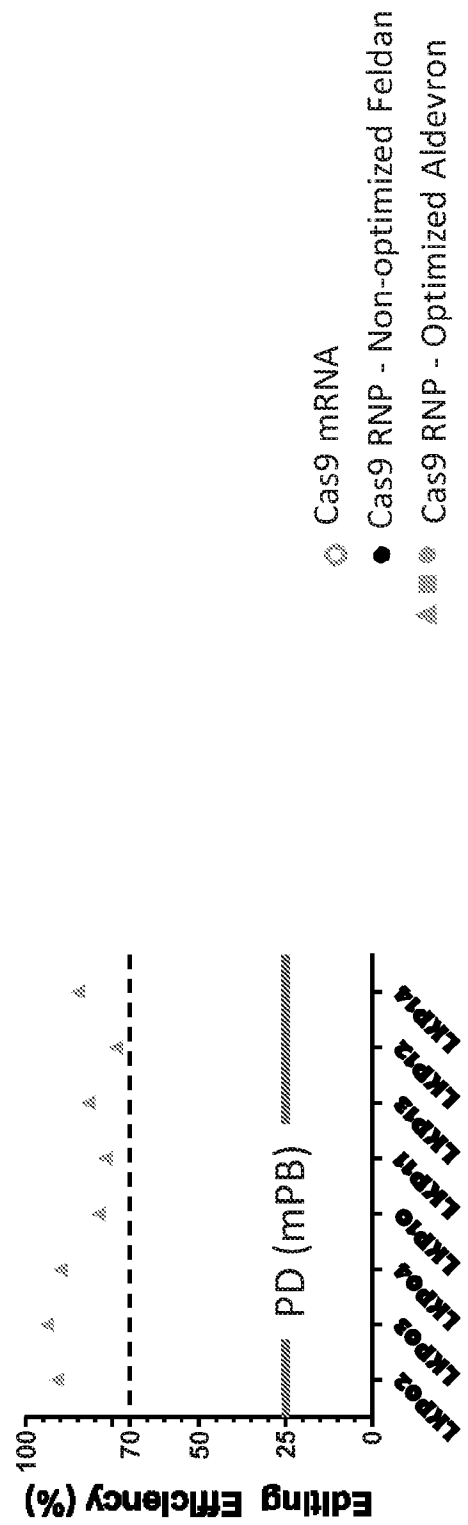 Editing Efficiency (%)
100
70
50
25
0
PD (mPB)
LKP02
LKP03
LKP04
LKP10
LKP11
LKP13
LKP12
LKP14
Cas9 mRNA
Cas9 RNP - Non-optimized Feldan
Cas9 RNP - Optimized Aldevron